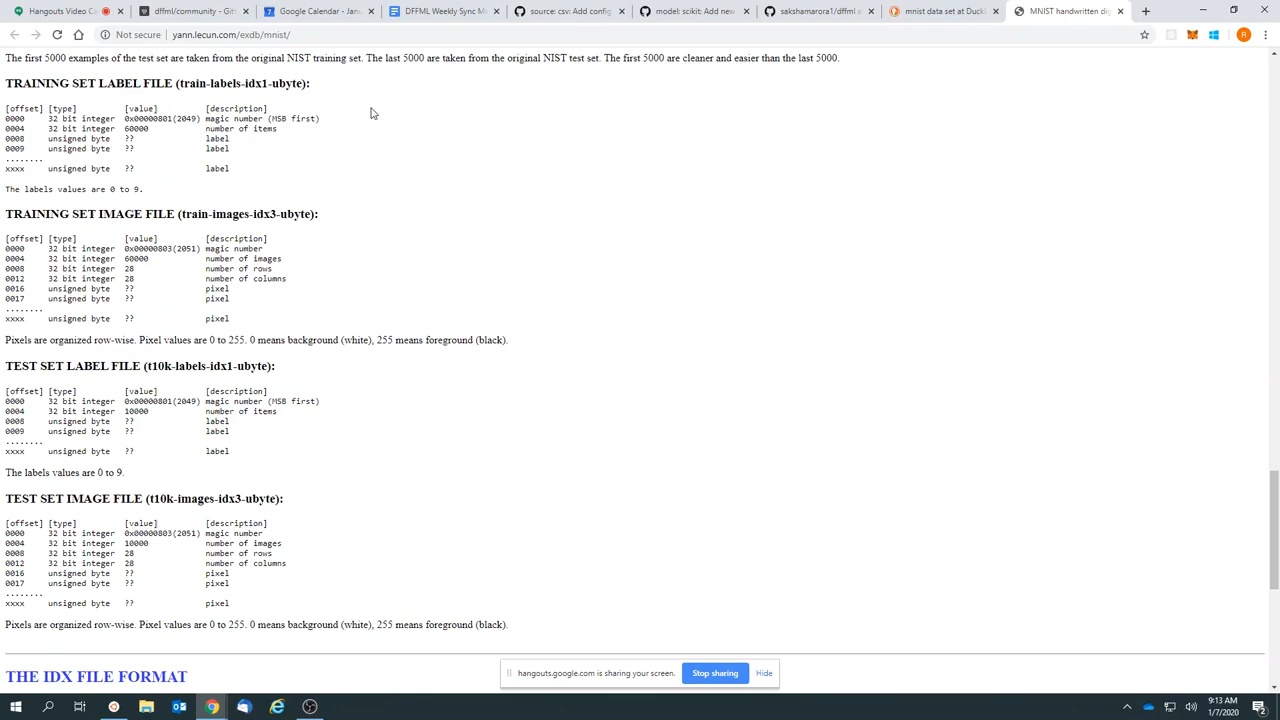 Hangouts Video Ca
dffml/community - Git
Google Calendar - Janu
DFFML Weekly Sync Me
source: csv: Add config
model: scikit: Add new
sakshamarora1/dffml a
mnist data set at Duckl
MNIST handwritten dig
Not secure | yann.lecun.com/exdb/mnist/
R
The first 5000 examples of the test set are taken from the original NIST training set. The last 5000 are taken from the original NIST test set. The first 5000 are cleaner and easier than the last 5000.
TRAINING SET LABEL FILE (train-labels-idx1-ubyte):
[offset] [type] [value] [description]
0000 32 bit integer 0x00000801(2049) magic number (MSB first)
0004 32 bit integer 60000 number of items
0008 unsigned byte ?? label
0009 unsigned byte ?? label
........
xxxx unsigned byte ?? label
The labels values are 0 to 9.
TRAINING SET IMAGE FILE (train-images-idx3-ubyte):
[offset] [type] [value] [description]
0000 32 bit integer 0x00000803(2051) magic number
0004 32 bit integer 60000 number of images
0008 32 bit integer 28 number of rows
0012 32 bit integer 28 number of columns
0016 unsigned byte ?? pixel
0017 unsigned byte ?? pixel
........
xxxx unsigned byte ?? pixel
Pixels are organized row-wise. Pixel values are 0 to 255. 0 means background (white), 255 means foreground (black).
TEST SET LABEL FILE (t10k-labels-idx1-ubyte):
[offset] [type] [value] [description]
0000 32 bit integer 0x00000801(2049) magic number (MSB first)
0004 32 bit integer 10000 number of items
0008 unsigned byte ?? label
0009 unsigned byte ?? label
........
xxxx unsigned byte ?? label
The labels values are 0 to 9.
TEST SET IMAGE FILE (t10k-images-idx3-ubyte):
[offset] [type] [value] [description]
0000 32 bit integer 0x00000803(2051) magic number
0004 32 bit integer 10000 number of images
0008 32 bit integer 28 number of rows
0012 32 bit integer 28 number of columns
0016 unsigned byte ?? pixel
0017 unsigned byte ?? pixel
........
xxxx unsigned byte ?? pixel
Pixels are organized row-wise. Pixel values are 0 to 255. 0 means background (white), 255 means foreground (black).
THE IDX FILE FORMAT
hangouts.google.com is sharing your screen. Stop sharing Hide
9:13 AM
1/7/2020
2